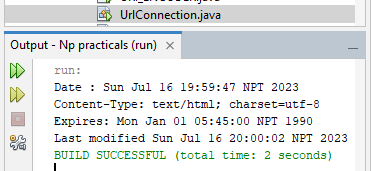 UrlConnection.java
Output - Np practicals (run) ×
run:
Date : Sun Jul 16 19:59:47 NPT 2023
Content-Type: text/html; charset=utf-8
Expires: Mon Jan 01 05:45:00 NPT 1990
Last modified Sun Jul 16 20:00:02 NPT 2023
BUILD SUCCESSFUL (total time: 2 seconds)